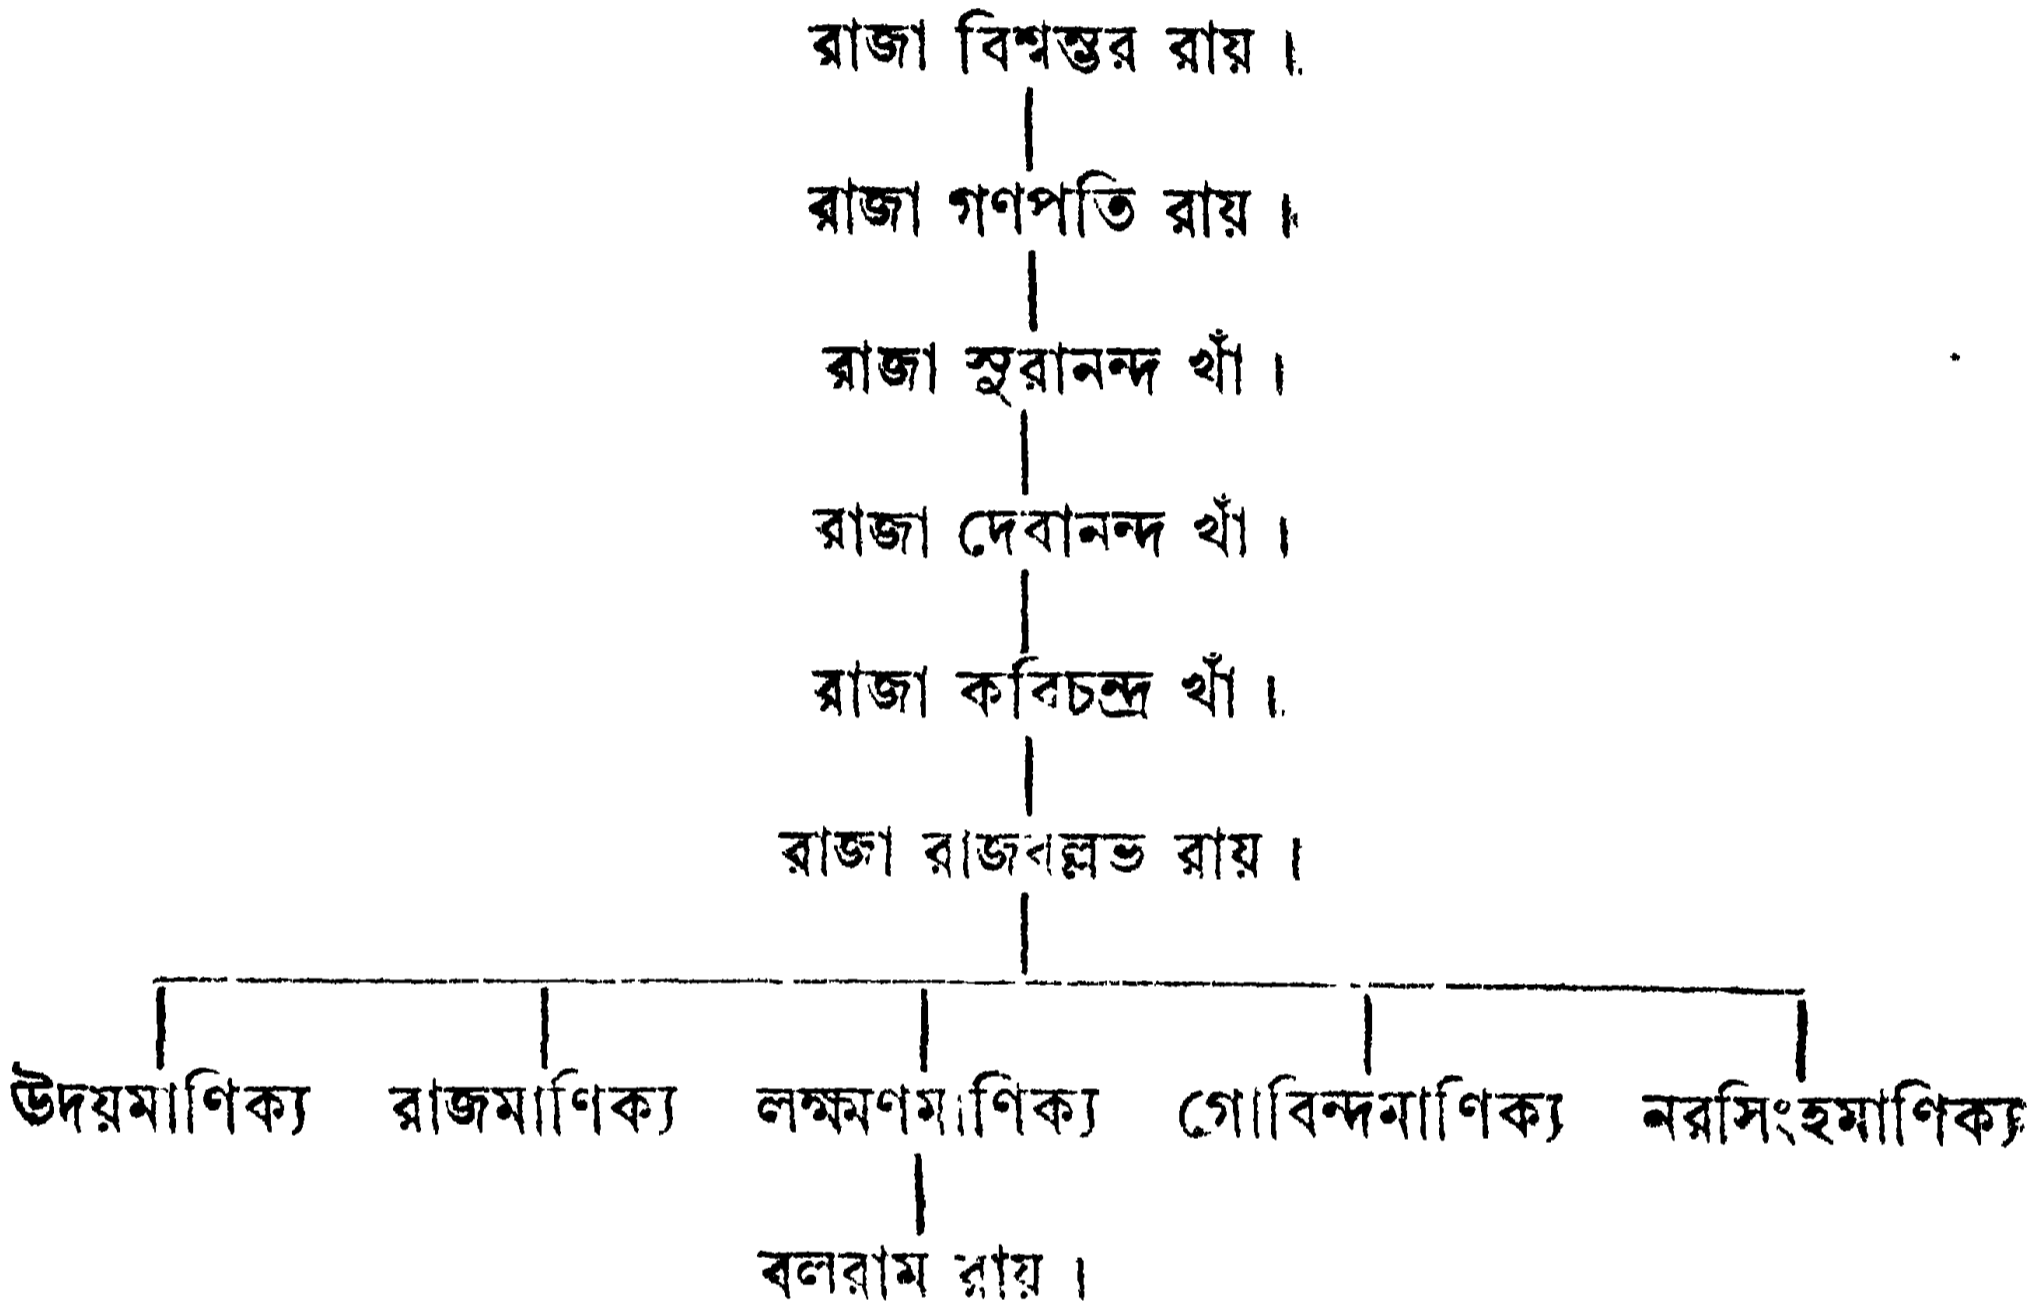 রাজা বিশ্বম্ভর রায় ।
রাজা গণপতি রায় ।
রাজা সুরানন্দ খাঁ ।
রাজা দেবানন্দ খাঁ ।
রাজা কবিচন্দ্র খাঁ ।
রাজা রাজবল্লভ রায় ।
উদয়মাণিক্য রাজমাণিক্য লক্ষ্মণমাণিক্য গোবিন্দমাণিক্য নরসিংহমাণিক্য
বলরাম রায় ।